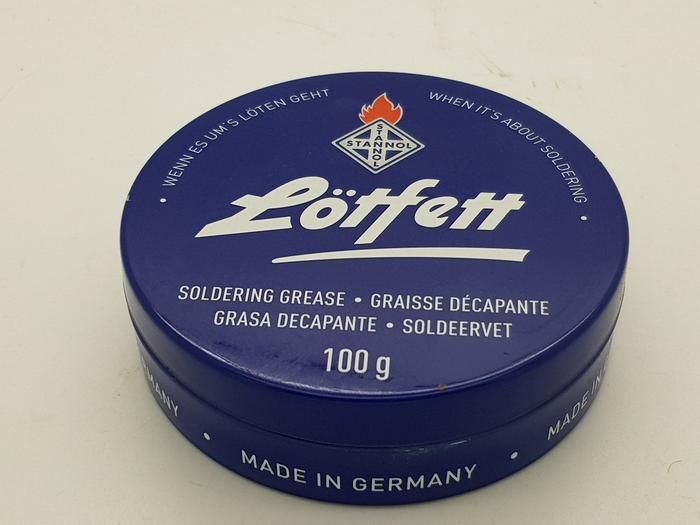 WENN ES UM'S LÖTEN GEHT
WHEN IT'S ABOUT SOLDERING
STANNOL
STANNOL
Lötfett
SOLDERING GREASE • GRAISSE DÉCAPANTE
GRASA DECAPANTE • SOLDEERVET
100 g
MADE IN GERMANY
MADE IN